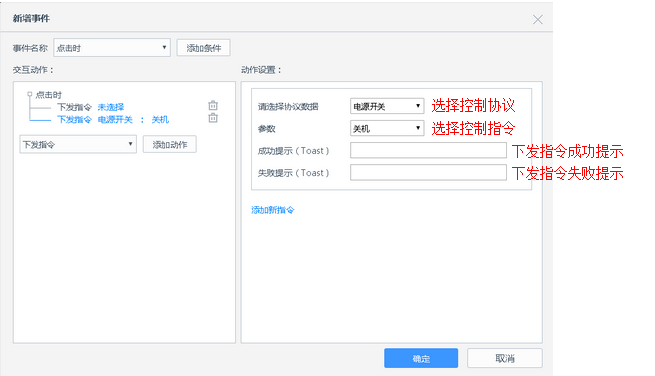 新增事件
事件名称 点击时 添加条件
交互动作：
点击时
下发指令 未选择
下发指令 电源开关 ： 关机
下发指令 添加动作
动作设置：
请选择协议数据 电源开关 选择控制协议
参数 关机 选择控制指令
成功提示（Toast） 下发指令成功提示
失败提示（Toast） 下发指令失败提示
添加新指令
确定 取消